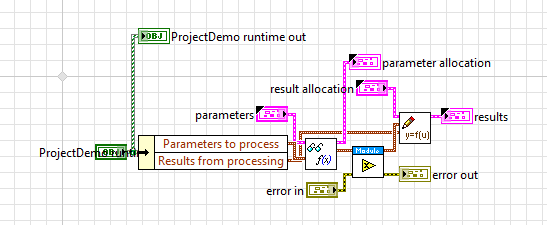 OBJ
ProjectDemo runtime out
parameter allocation
result allocation
parameters
y=f(u)
results
Parameters to process
Results from processing
f(u)
Module
error in
error out